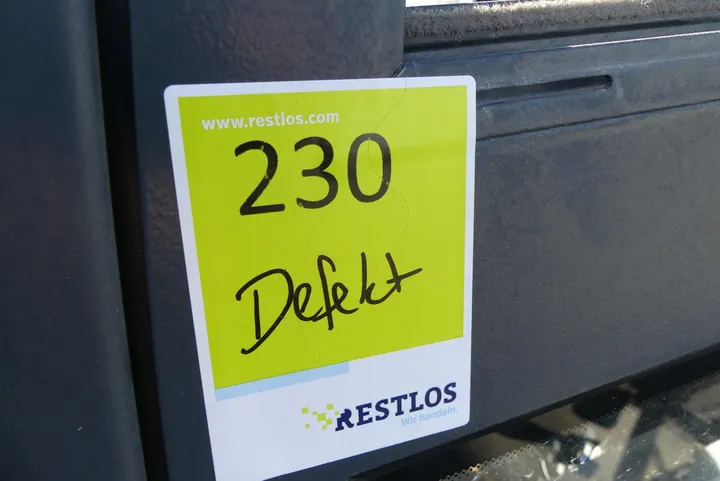 www.restlos.com
230
Defekt
RESTLOS
Wir handeln.